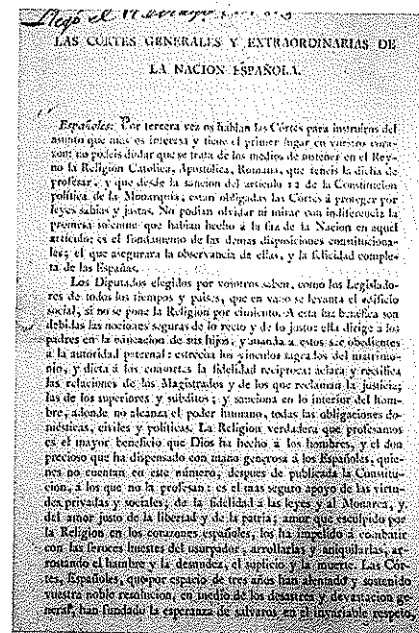 Llegó el
LAS CORTES GENERALES Y EXTRAORDINARIAS DE
LA NACION ESPAÑOLA.
Españoles: Por tercera vez os hablan las Córtes para instruiros del
asunto que mas os interesa y tiene el primer lugar en vuestro cora-
zon: no podeis dudar que se trata de los medios de sostener en el Rey-
no la Religion Católica, Apostólica, Romana, que teneis la dicha de
profesar, y que desde la sancion del artículo 12 de la Constitucion
política de la Monarquía, estan obligadas las Córtes á proteger por
leyes sabias y justas. No podian olvidar ni mirar con indiferencia la
promesa solemne que habian hecho á la faz de la Nacion en aquel
artículo; es el fundamento de las demas disposiciones constituciona-
les; el que asegurara la observancia de ellas, y la felicidad comple-
ta de las Españas.
Los Diputados elegidos por vosotros saben, como los Legislado-
res de todos los tiempos y paises, que en vano se levanta el edificio
social, si no se pone la Religion por cimiento. A esta luz benéfica son
debidas las nociones seguras de lo recto y de lo justo: ella dirige á los
padres en la educacion de sus hijos, y manda á estos ser obedientes
á la autoridad paternal: estrecha los vínculos sagrados del matrimo-
nio, y dicta á los consortes la fidelidad recíproca: aclara y rectifica
las relaciones de los Magistrados y de los que reclaman la justicia;
las de los superiores y súbditos; y sanciona en lo interior del hom-
bre, adonde no alcanza el poder humano, todas las obligaciones do-
mésticas, civiles y políticas. La Religion verdadera que profesamos
es el mayor beneficio que Dios ha hecho á los hombres, y el don
precioso que ha dispensado con mano generosa á los Españoles, quie-
nes no cuentan en este número, despues de publicada la Constitu-
cion, á los que no la profesan: es el mas seguro apoyo de las virtu-
des privadas y sociales, de la fidelidad á las leyes y al Monarca, y
del amor justo de la libertad y de la patria; amor que esculpido por
la Religion en los corazones españoles, los ha impelido á combatir
con las feroces huestes del usurpador, arrollarlas y aniquilarlas, ar-
rostando el hambre y la desnudez, el suplicio y la muerte. Las Cór-
tes, Españoles, que por espacio de tres años han alentado y sostenido
vuestra noble resolucion, en medio de los desastres y devastacion ge-
neral, han fundado la esperanza de salvaros en el invariable respeto